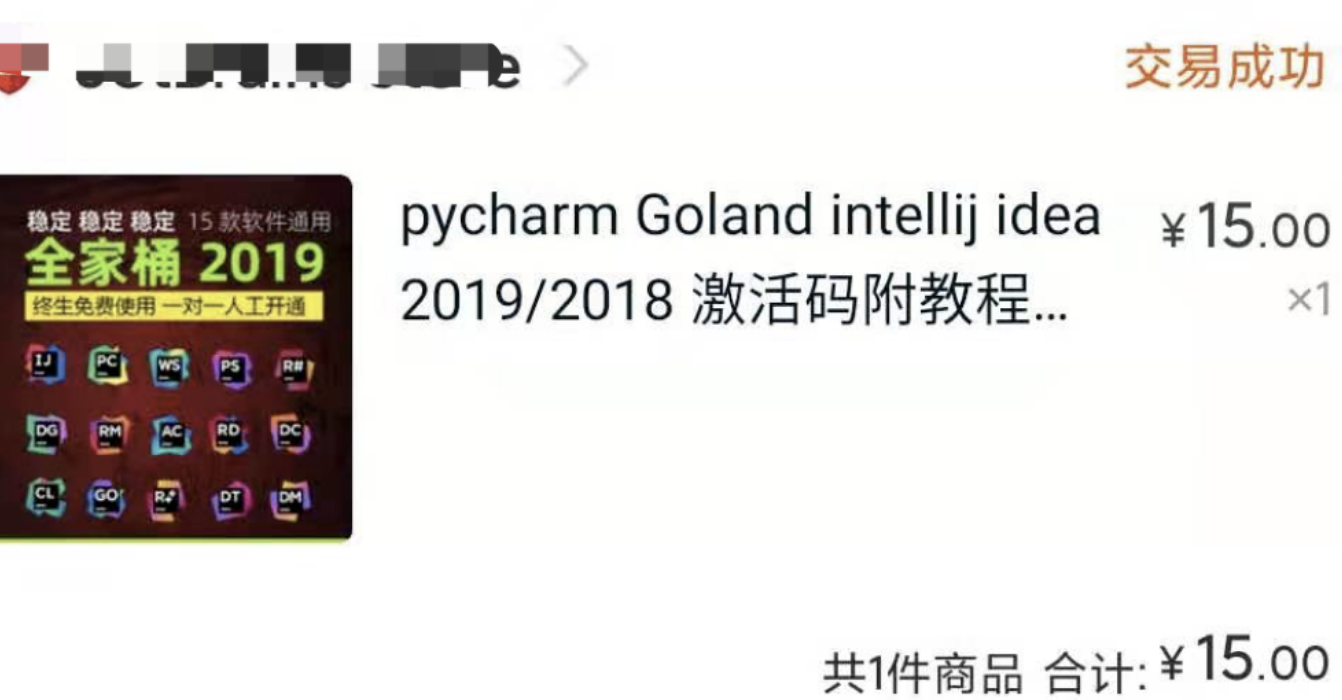 交易成功
稳定 稳定 稳定 15 款软件通用
全家桶 2019
终生免费使用 一对一人工开通
IJ PC WS PS R#
DG RM AC RD DC
CL GO R DT DM
pycharm Goland intellij idea
2019/2018 激活码附教程...
¥15.00
×1
共1件商品 合计: ¥15.00